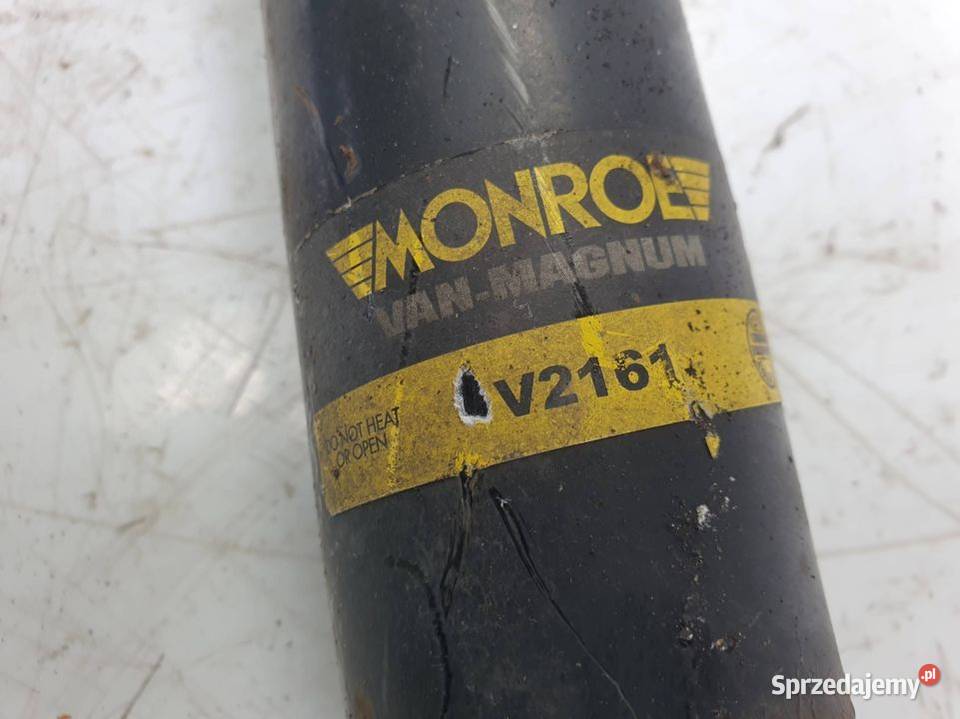 MONROE
VAN-MAGNUM
V2161
DO NOT HEAT
OR OPEN
Sprzedajemy.pl